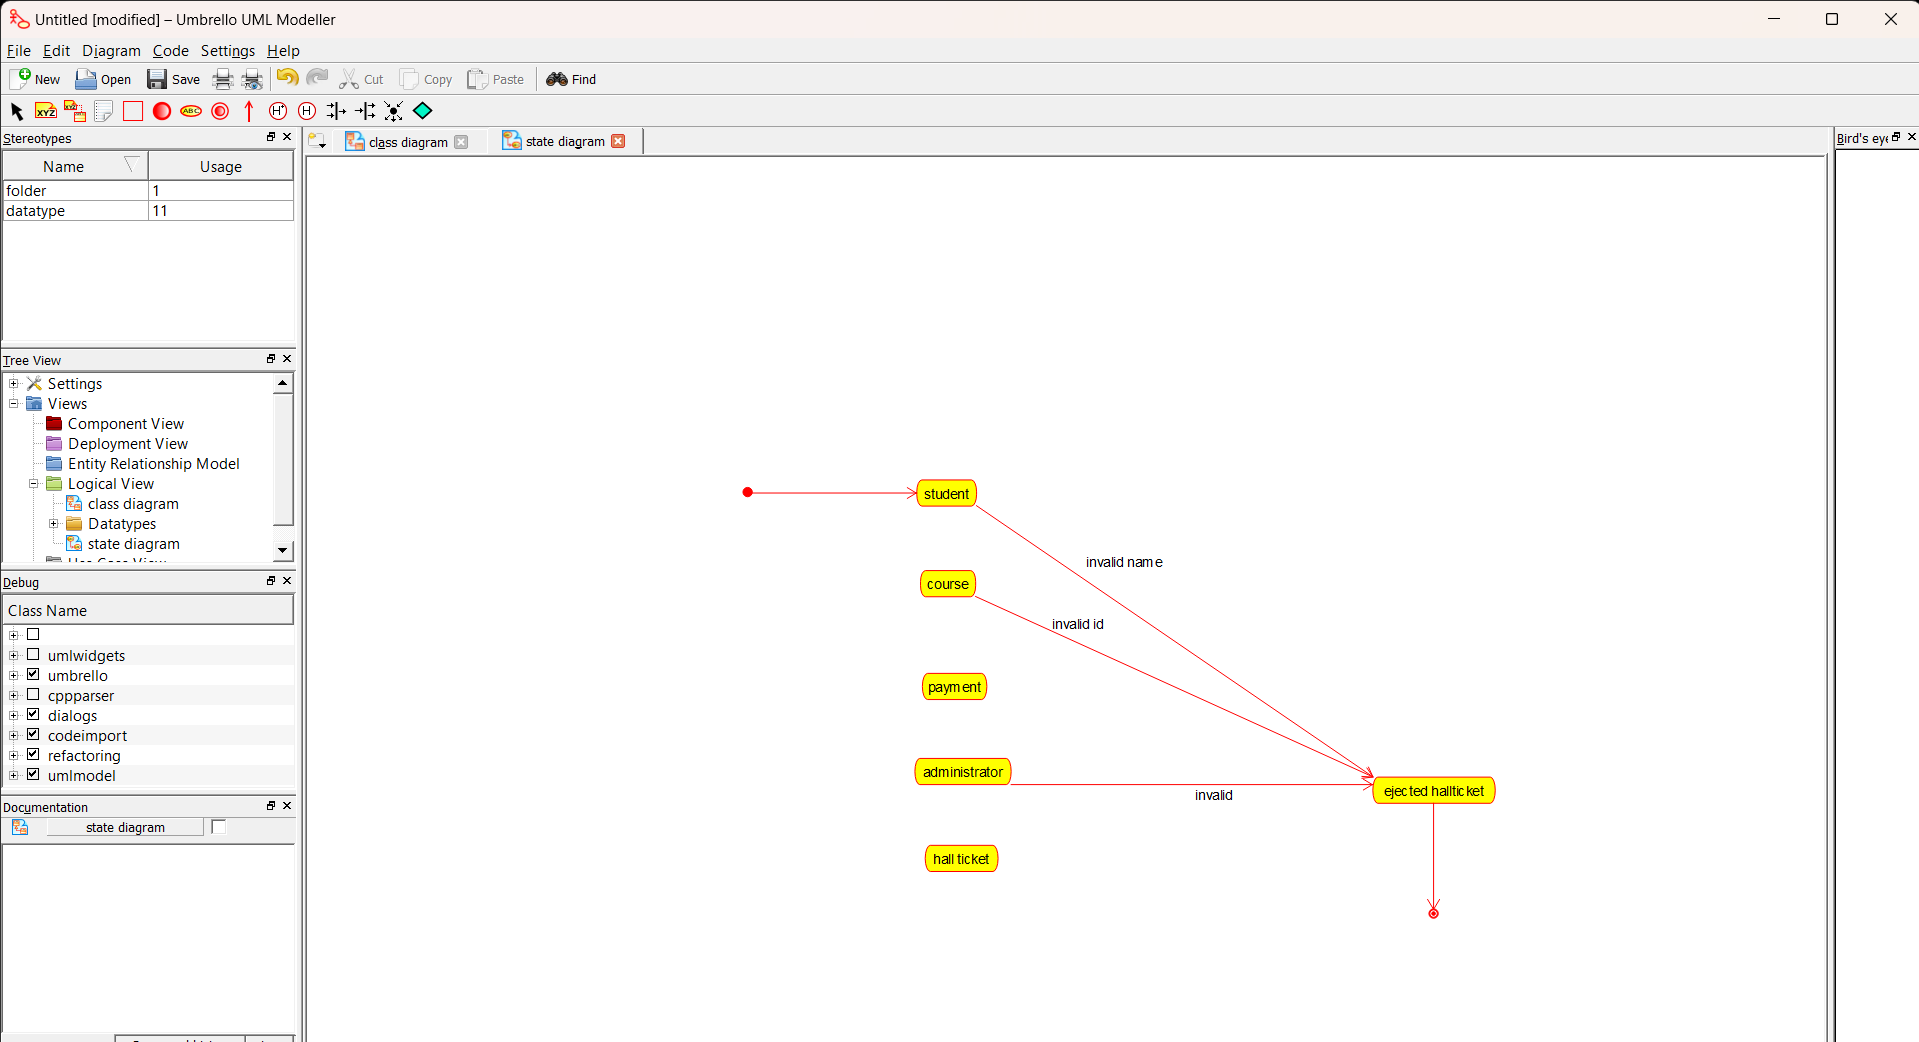 Untitled [modified] – Umbrello UML Modeller
File Edit Diagram Code Settings Help
New Open Save Cut Copy Paste Find
XYZ XYZ ABC H* H
Stereotypes
Name Usage
folder 1
datatype 11
class diagram
state diagram
Bird's eye
Tree View
Settings
Views
Component View
Deployment View
Entity Relationship Model
Logical View
class diagram
Datatypes
state diagram
Debug
Class Name
umlwidgets
umbrello
cppparser
dialogs
codeimport
refactoring
umlmodel
Documentation
state diagram
student
invalid name
course
invalid id
payment
administrator
invalid
ejected hallticket
hall ticket